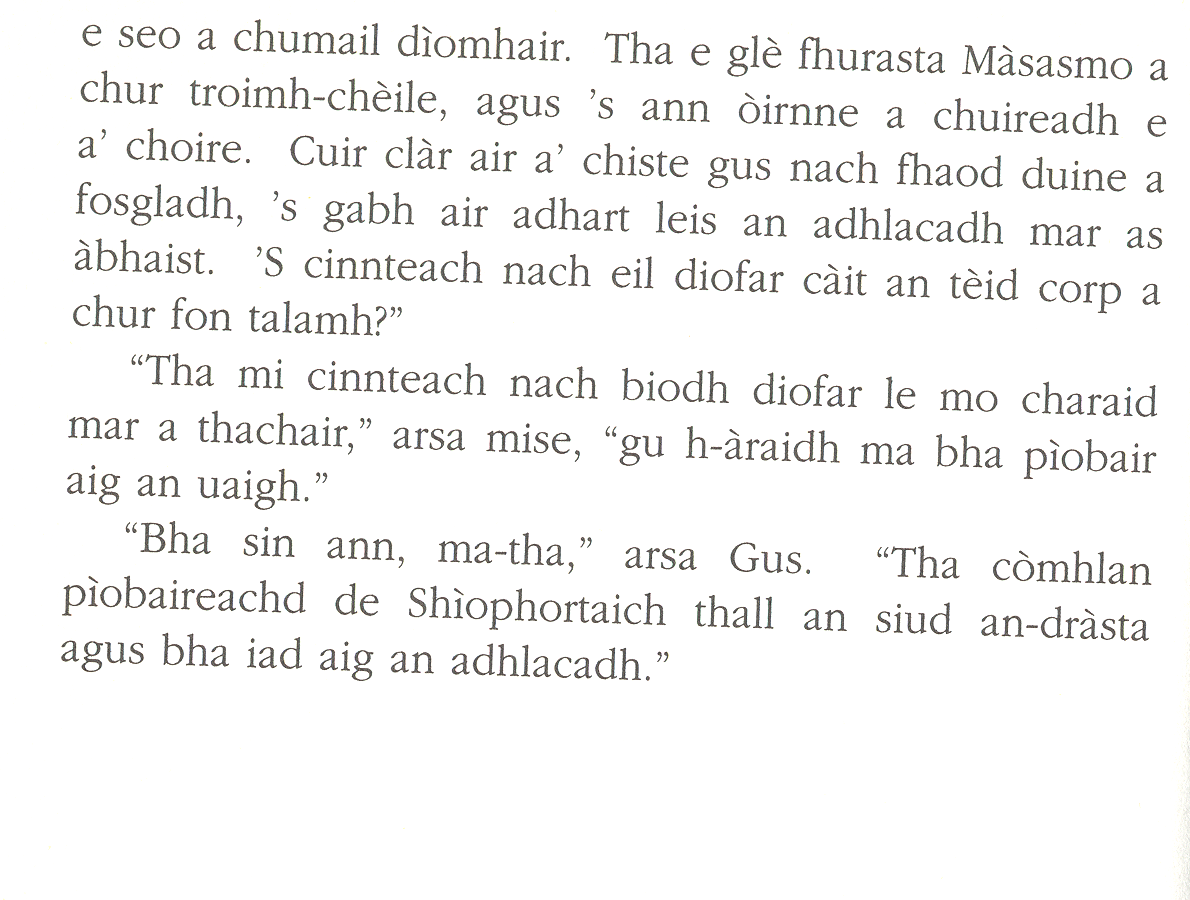 e seo a chumail dìomhair. Tha e glè fhurasta Màsasmo a
chur troimh-chèile, agus ’s ann òirnne a chuireadh e
a’ choire. Cuir clàr air a’ chiste gus nach fhaod duine a
fosgladh, ’s gabh air adhart leis an adhlacadh mar as
àbhaist. ’S cinnteach nach eil diofar càit an tèid corp a
chur fon talamh?”
“Tha mi cinnteach nach biodh diofar le mo charaid
mar a thachair,” arsa mise, “gu h-àraidh ma bha pìobair
aig an uaigh.”
“Bha sin ann, ma-tha,” arsa Gus. “Tha còmhlan
pìobaireachd de Shìophortaich thall an siud an-dràsta
agus bha iad aig an adhlacadh.”